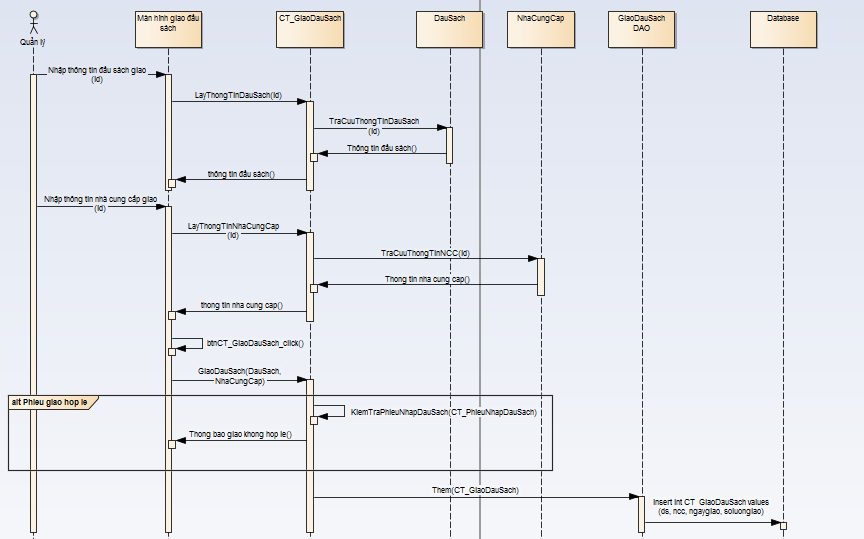 Quản lý
Màn hình giao đầu
sách
CT_GiaoDauSach
DauSach
NhaCungCap
GiaoDauSach
DAO
Database
Nhập thông tin đầu sách giao
(id)
LayThongTinDauSach(id)
TraCuuThongTinDauSach
(id)
Thông tin đầu sách()
thông tin đầu sách()
Nhập thông tin nhà cung cấp giao
(id)
LayThongTinNhaCungCap
(id)
TraCuuThongTinNCC(id)
Thong tin nha cung cap()
thong tin nha cung cap()
btnCT_GiaoDauSach_click()
GiaoDauSach(DauSach,
NhaCungCap)
alt Phieu giao hop le
KiemTraPhieuNhapDauSach(CT_PhieuNhapDauSach)
Thong bao giao khong hop le()
Them(CT_GiaoDauSach)
Insert int CT_GiaoDauSach values
(ds, ncc, ngaygiao, soluongiao)